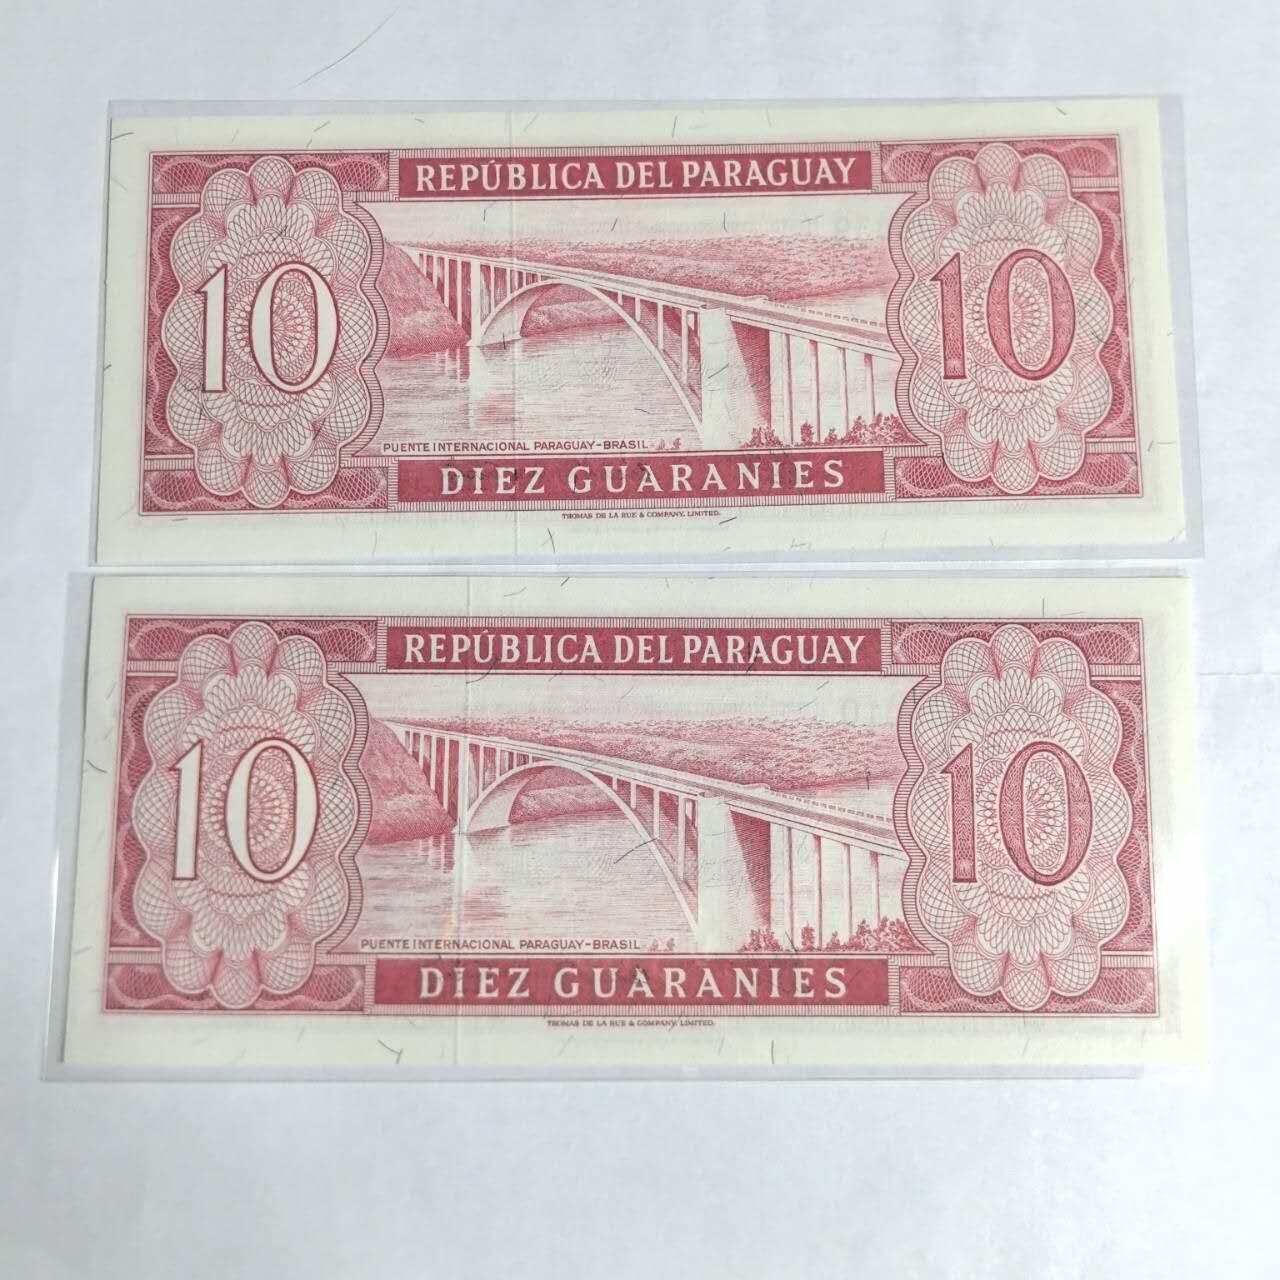 REPÚBLICA DEL PARAGUAY
10
10
PUENTE INTERNACIONAL PARAGUAY-BRASIL
DIEZ GUARANIES
THOMAS DE LA RUE & COMPANY, LIMITED.
REPÚBLICA DEL PARAGUAY
10
10
PUENTE INTERNACIONAL PARAGUAY-BRASIL
DIEZ GUARANIES
THOMAS DE LA RUE & COMPANY, LIMITED.